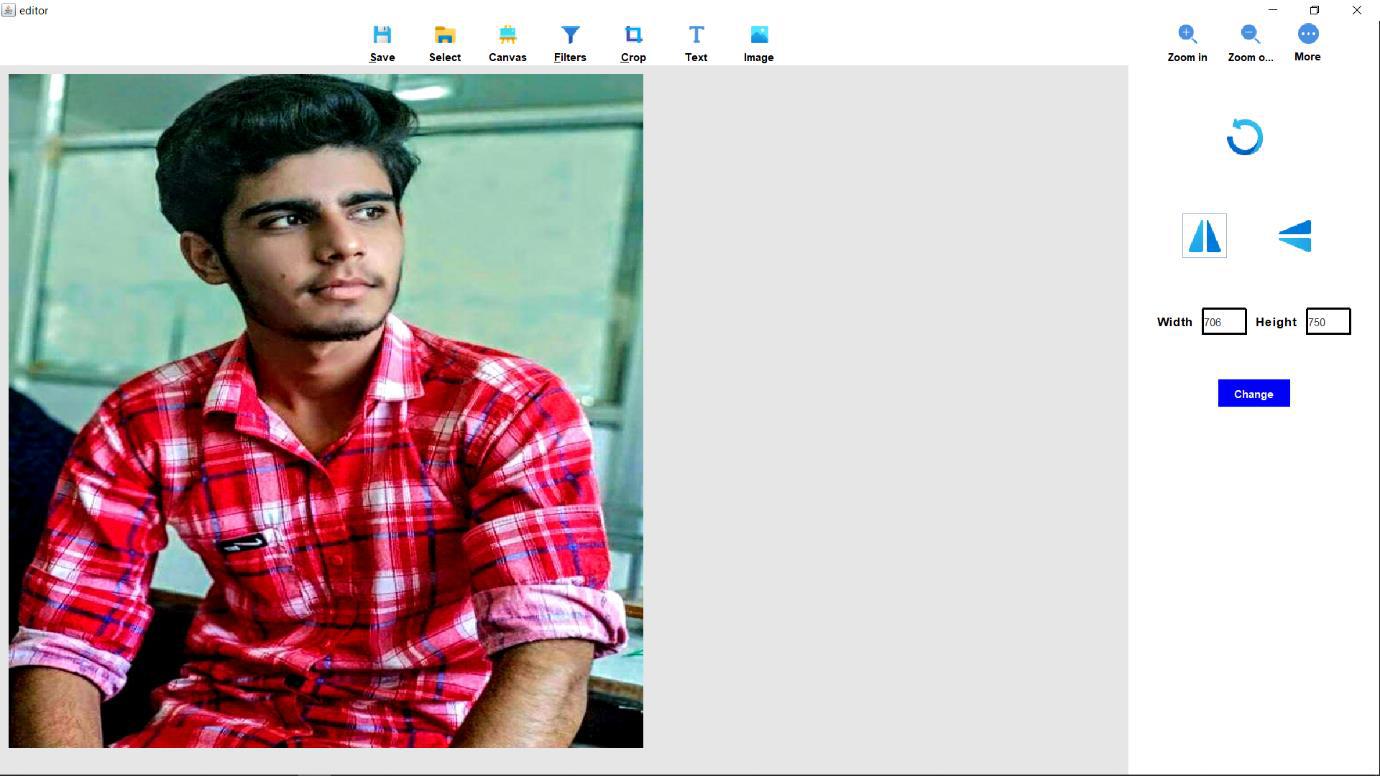 editor
Save Select Canvas Filters Crop Text Image Zoom in Zoom o... More
Width 706 Height 750
Change